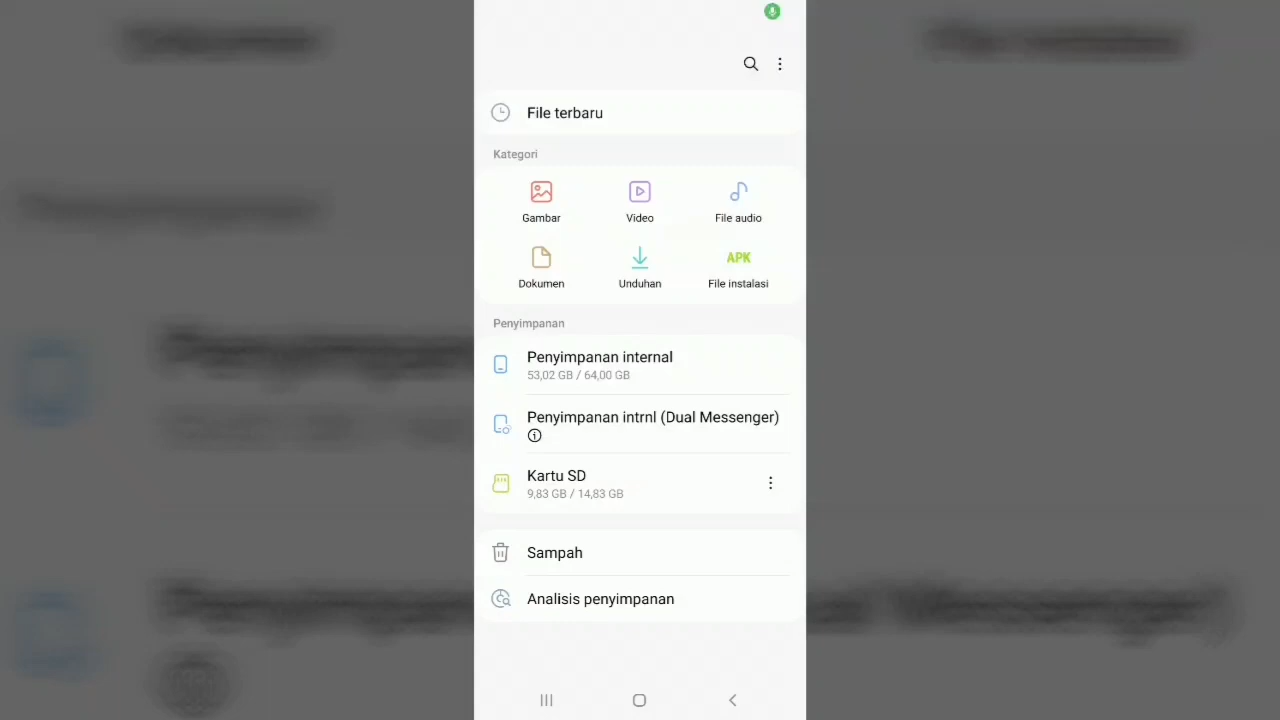 File terbaru
Kategori
Gambar
Video
File audio
Dokumen
Unduhan
APK
File instalasi
Penyimpanan
Penyimpanan internal
53,02 GB / 64,00 GB
Penyimpanan intrnl (Dual Messenger)
Kartu SD
9,83 GB / 14,83 GB
Sampah
Analisis penyimpanan